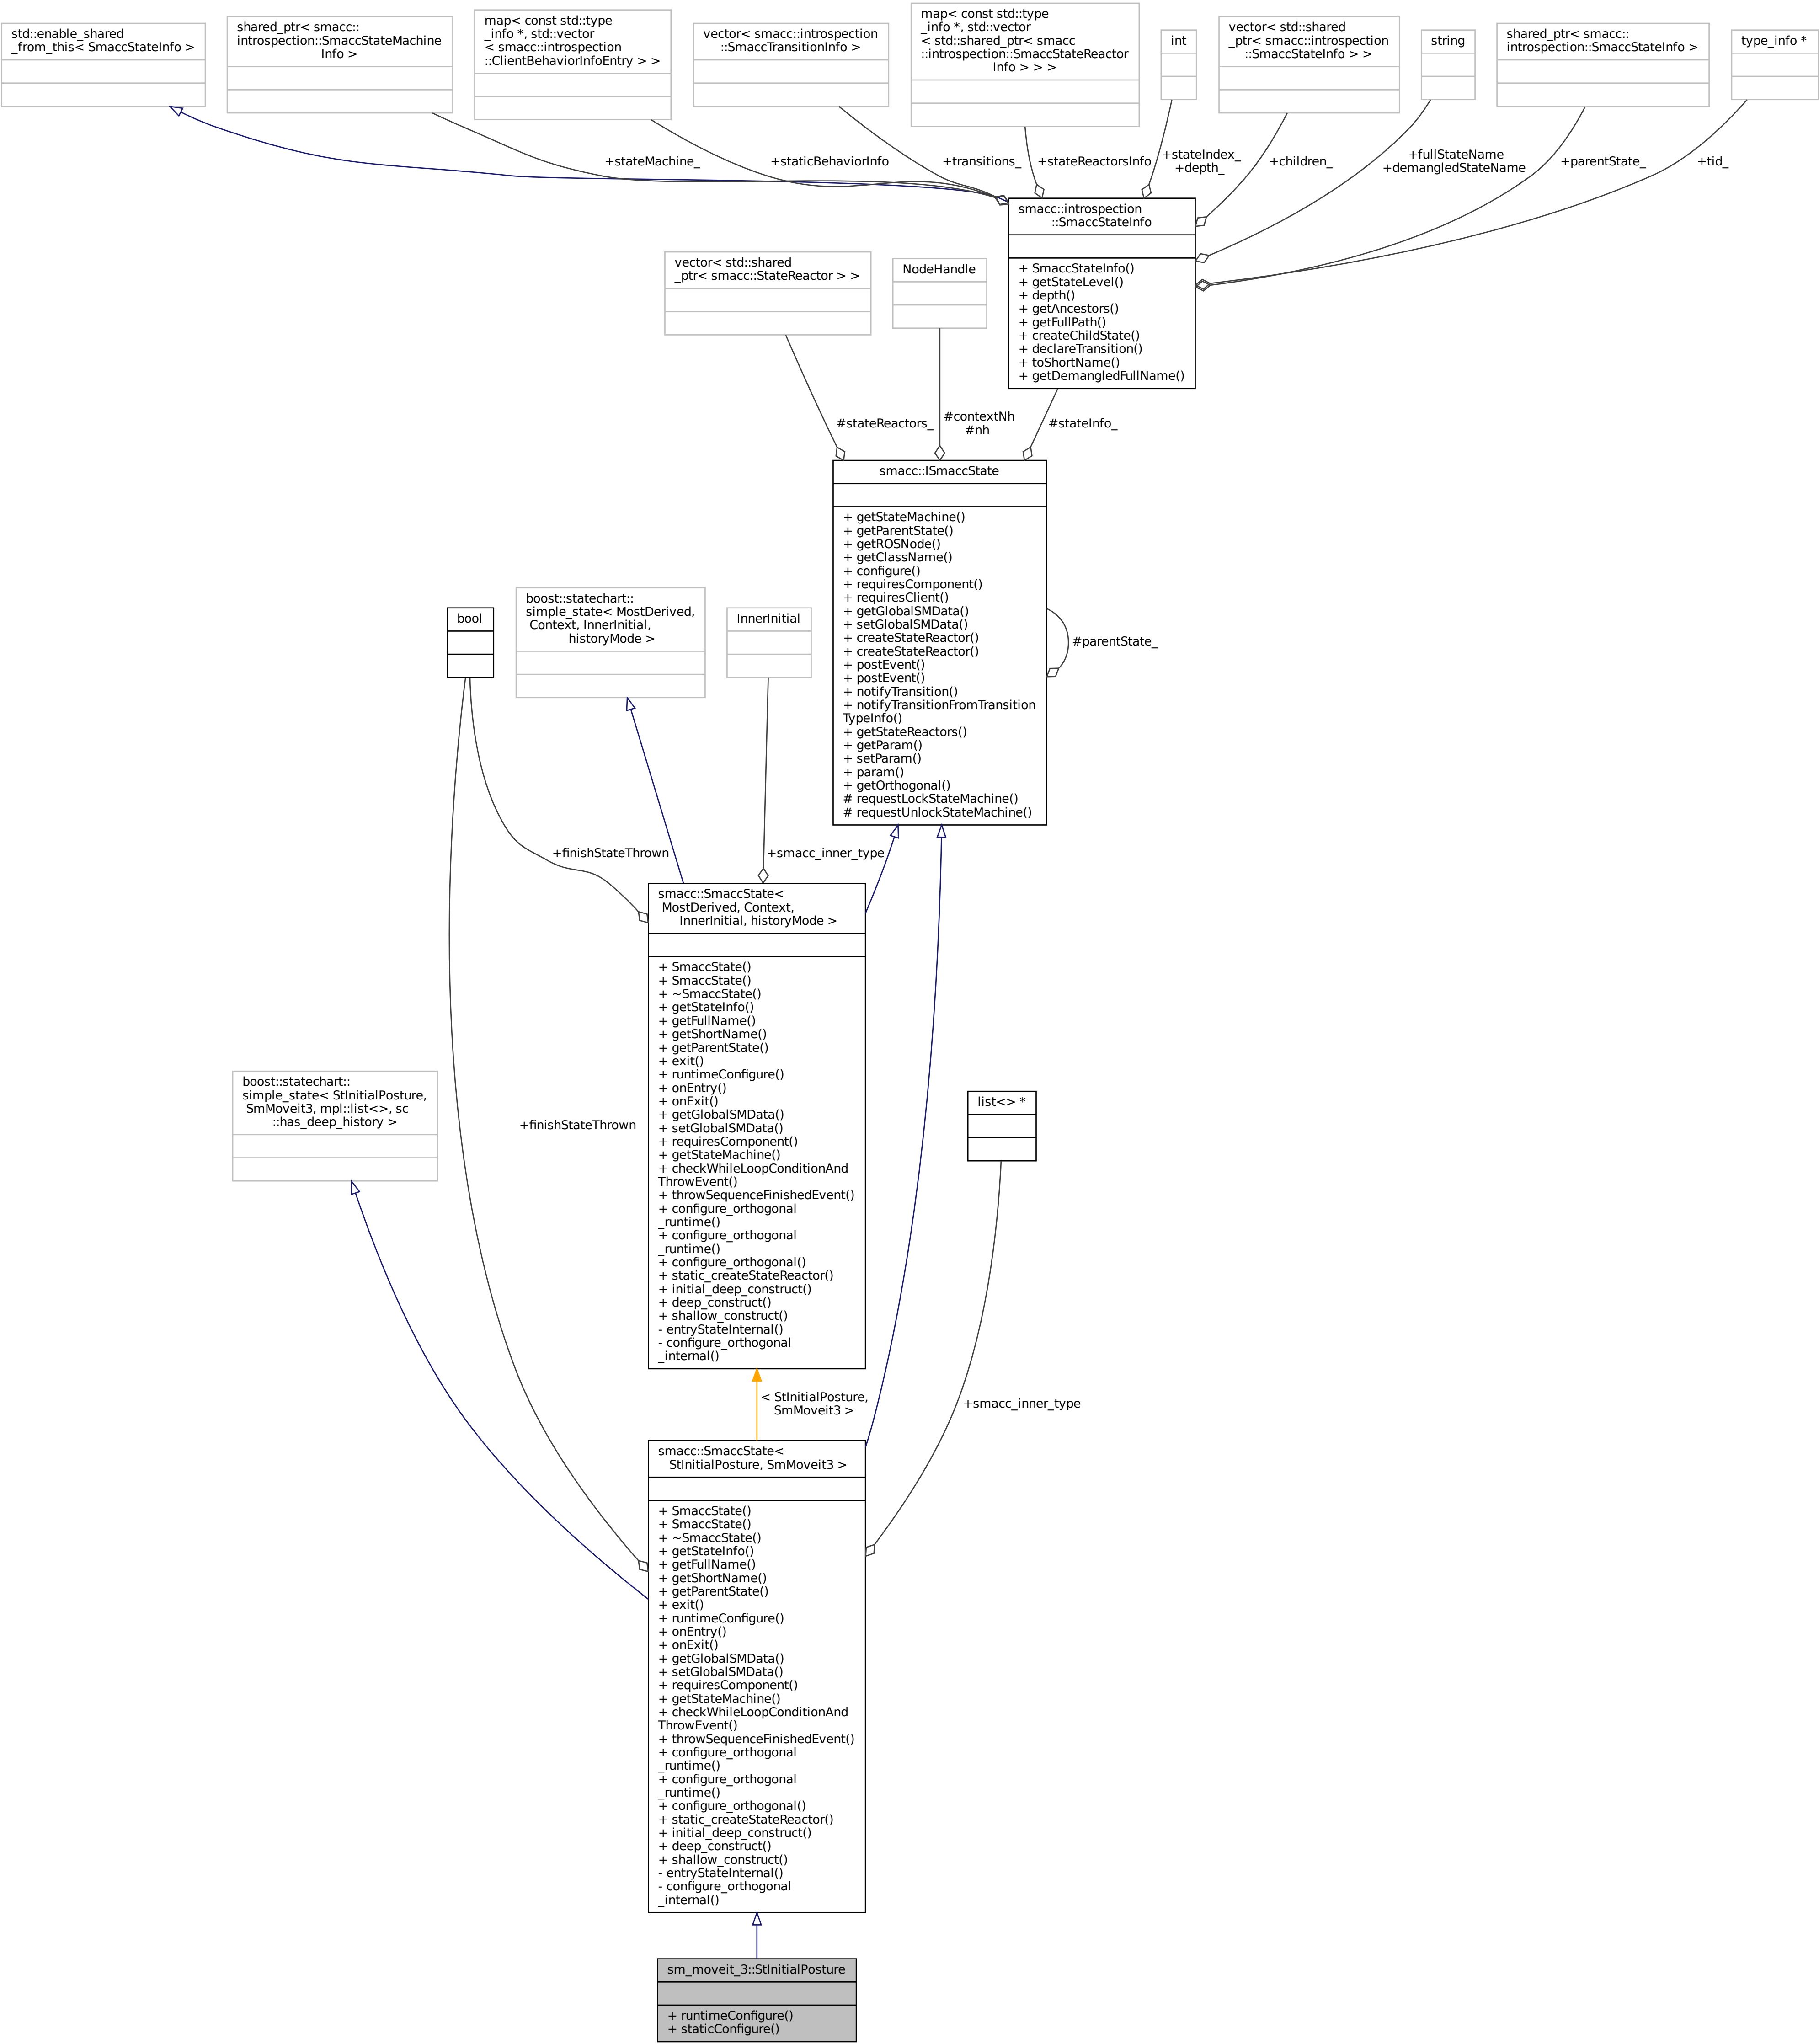 std::enable_shared
_from_this< SmaccStateInfo >
shared_ptr< smacc::
introspection::SmaccStateMachine
Info >
map< const std::type
_info *, std::vector
< smacc::introspection
::ClientBehaviorInfoEntry > >
vector< smacc::introspection
::SmaccTransitionInfo >
map< const std::type
_info *, std::vector
< std::shared_ptr< smacc
::introspection::SmaccStateReactor
Info > > >
int
vector< std::shared
_ptr< smacc::introspection
::SmaccStateInfo > >
string
shared_ptr< smacc::
introspection::SmaccStateInfo >
type_info *
+stateMachine_
+staticBehaviorInfo
+transitions_
+stateReactorsInfo
+stateIndex_
+depth_
+children_
+fullStateName
+demangledStateName
+parentState_
+tid_
smacc::introspection
::SmaccStateInfo
+ SmaccStateInfo()
+ getStateLevel()
+ depth()
+ getAncestors()
+ getFullPath()
+ createChildState()
+ declareTransition()
+ toShortName()
+ getDemangledFullName()
vector< std::shared
_ptr< smacc::StateReactor > >
NodeHandle
#stateReactors_
#contextNh
#nh
#stateInfo_
smacc::ISmaccState
+ getStateMachine()
+ getParentState()
+ getROSNode()
+ getClassName()
+ configure()
+ requiresComponent()
+ requiresClient()
+ getGlobalSMData()
+ setGlobalSMData()
+ createStateReactor()
+ createStateReactor()
+ postEvent()
+ postEvent()
+ notifyTransition()
+ notifyTransitionFromTransition
TypeInfo()
+ getStateReactors()
+ getParam()
+ setParam()
+ param()
+ getOrthogonal()
# requestLockStateMachine()
# requestUnlockStateMachine()
#parentState_
bool
boost::statechart::
simple_state< MostDerived,
Context, InnerInitial,
historyMode >
InnerInitial
+finishStateThrown
+smacc_inner_type
smacc::SmaccState<
MostDerived, Context,
InnerInitial, historyMode >
+ SmaccState()
+ SmaccState()
+ ~SmaccState()
+ getStateInfo()
+ getFullName()
+ getShortName()
+ getParentState()
+ exit()
+ runtimeConfigure()
+ onEntry()
+ onExit()
+ getGlobalSMData()
+ setGlobalSMData()
+ requiresComponent()
+ getStateMachine()
+ checkWhileLoopConditionAnd
ThrowEvent()
+ throwSequenceFinishedEvent()
+ configure_orthogonal
_runtime()
+ configure_orthogonal
_runtime()
+ configure_orthogonal()
+ static_createStateReactor()
+ initial_deep_construct()
+ deep_construct()
+ shallow_construct()
- entryStateInternal()
- configure_orthogonal
_internal()
boost::statechart::
simple_state< StInitialPosture,
SmMoveit3, mpl::list<>, sc
::has_deep_history >
+finishStateThrown
list<> *
< StInitialPosture,
SmMoveit3 >
+smacc_inner_type
smacc::SmaccState<
StInitialPosture, SmMoveit3 >
+ SmaccState()
+ SmaccState()
+ ~SmaccState()
+ getStateInfo()
+ getFullName()
+ getShortName()
+ getParentState()
+ exit()
+ runtimeConfigure()
+ onEntry()
+ onExit()
+ getGlobalSMData()
+ setGlobalSMData()
+ requiresComponent()
+ getStateMachine()
+ checkWhileLoopConditionAnd
ThrowEvent()
+ throwSequenceFinishedEvent()
+ configure_orthogonal
_runtime()
+ configure_orthogonal
_runtime()
+ configure_orthogonal()
+ static_createStateReactor()
+ initial_deep_construct()
+ deep_construct()
+ shallow_construct()
- entryStateInternal()
- configure_orthogonal
_internal()
sm_moveit_3::StInitialPosture
+ runtimeConfigure()
+ staticConfigure()